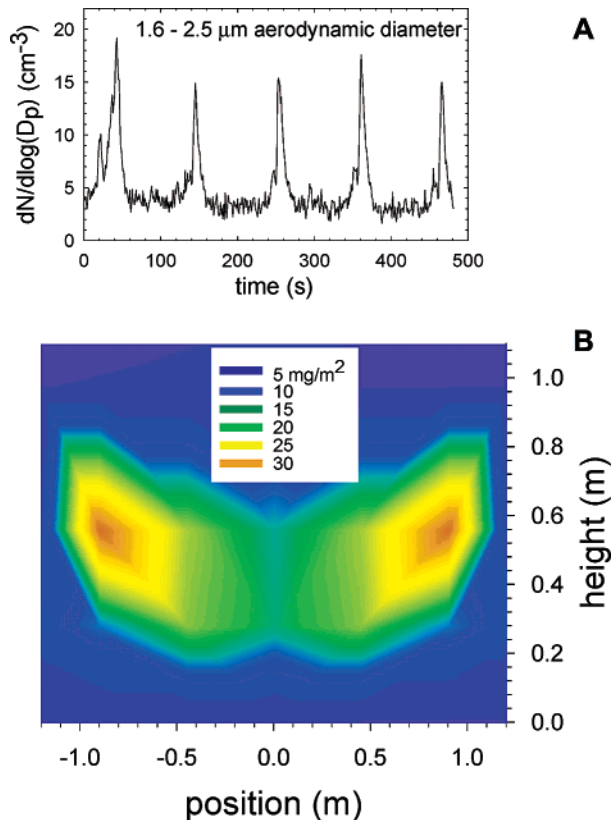 1.6 - 2.5 μm aerodynamic diameter
A
dN/dlog(Dp) (cm-3)
20
15
10
5
0
0 100 200 300 400 500
time (s)
B
5 mg/m2
10
15
20
25
30
1.0
0.8
0.6
0.4
0.2
0.0
height (m)
-1.0 -0.5 0.0 0.5 1.0
position (m)